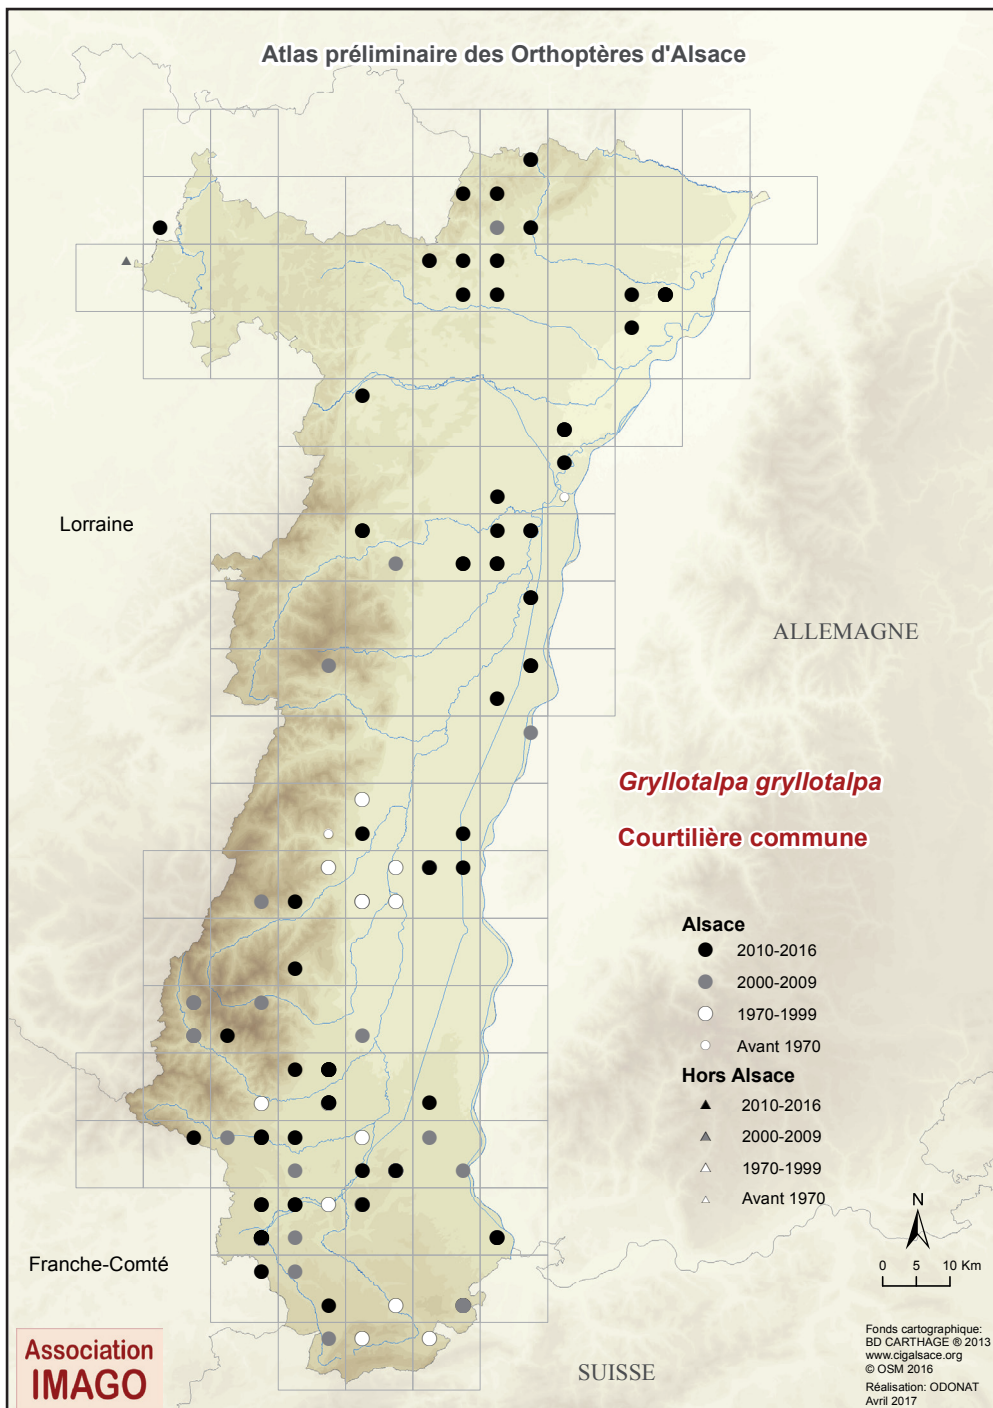 Atlas préliminaire des Orthoptères d'Alsace
Lorraine
ALLEMAGNE
Gryllotalpa gryllotalpa
Courtilière commune
Alsace
2010-2016
2000-2009
1970-1999
Avant 1970
Hors Alsace
2010-2016
2000-2009
1970-1999
Avant 1970
N
0 5 10 Km
Franche-Comté
SUISSE
Association
IMAGO
Fonds cartographique:
BD CARTHAGE ® 2013
www.cigalsace.org
© OSM 2016
Réalisation: ODONAT
Avril 2017